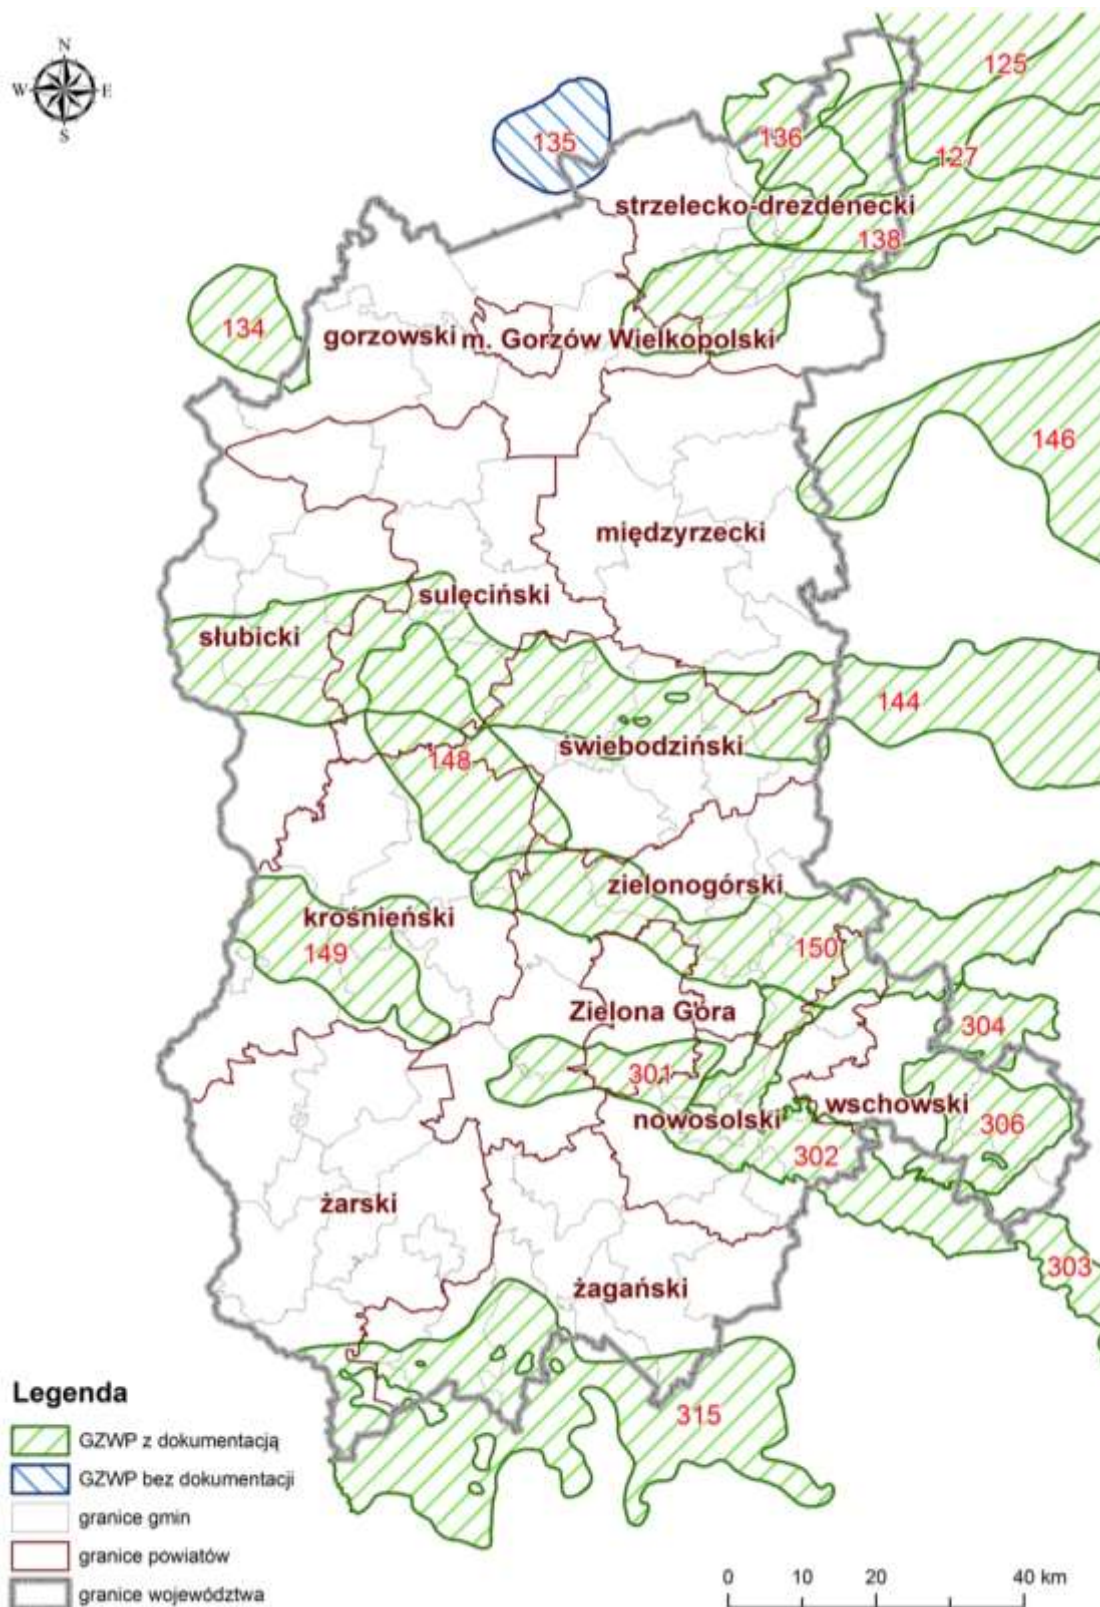 N
W E
S
125
135
136
127
strzelecko-drezdenecki
138
134
gorzowski
m. Gorzów Wielkopolski
146
międzyrzecki
sulęciński
słubicki
144
świebodziński
148
zielonogórski
krośnieński
149
150
Zielona Góra
304
301
wschowski
nowosolski
306
302
żarski
303
żagański
315
Legenda
GZWP z dokumentacją
GZWP bez dokumentacji
granice gmin
granice powiatów
granice województwa
0 10 20 40 km